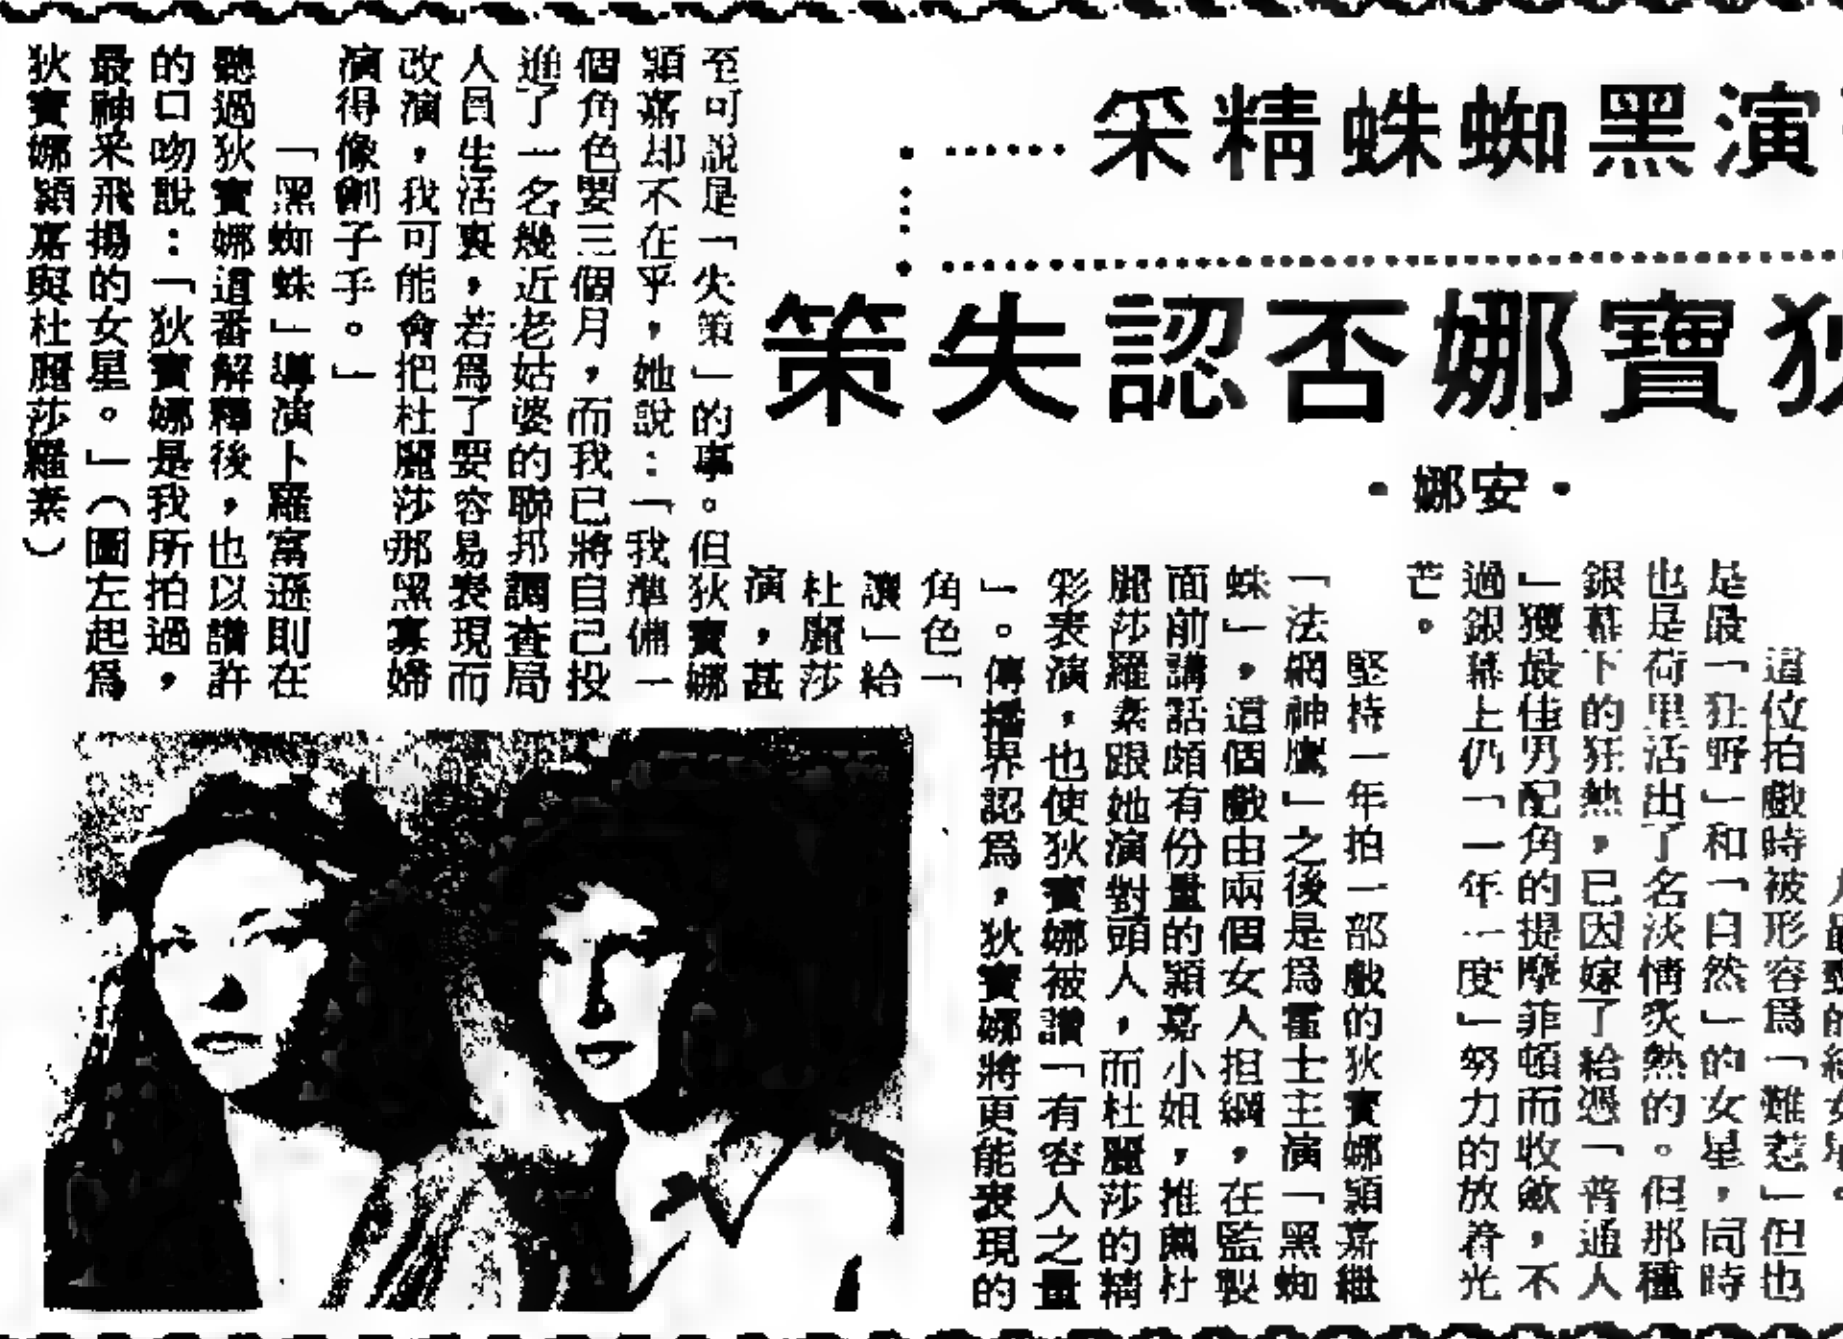 演黑蜘蛛精采
狄寶娜否認失策
·安娜·
這位拍戲時被形容爲「難惹」但也
是最「狂野」和「自然」的女星,同時
也是荷里活出了名淡情炙熱的。但那種
銀幕下的狂熱,已因嫁了給憑「普通人
」獲最佳男配角的提摩菲頓而收歛,不
過銀幕上仍「一年一度」努力的放着光
芒。
堅持一年拍一部戲的狄寶娜穎嘉繼
「法網神鷹」之後是爲霍士主演「黑蜘
蛛」,這個戲由兩個女人担綱,在監製
面前講話頗有份量的穎嘉小姐,推薦杜
麗莎羅素跟她演對頭人,而杜麗莎的精
彩表演,也使狄寶娜被讚「有容人之量
」。傳播界認爲,狄寶娜將更能表現的
角色「
讓」給
杜麗莎
演,甚
至可說是「失策」的事。但狄寶娜
穎嘉却不在乎,她說:「我準備一
個角色要三個月,而我已將自己投
進了一名幾近老姑婆的聯邦調查局
人員生活裏,若爲了要容易表現而
改演,我可能會把杜麗莎那黑寡婦
演得像劊子手。」
「黑蜘蛛」導演卜羅富遜則在
聽過狄寶娜這番解釋後,也以讚許
的口吻說:「狄寶娜是我所拍過,
最神采飛揚的女星。」(圖左起爲
狄寶娜穎嘉與杜麗莎羅素)